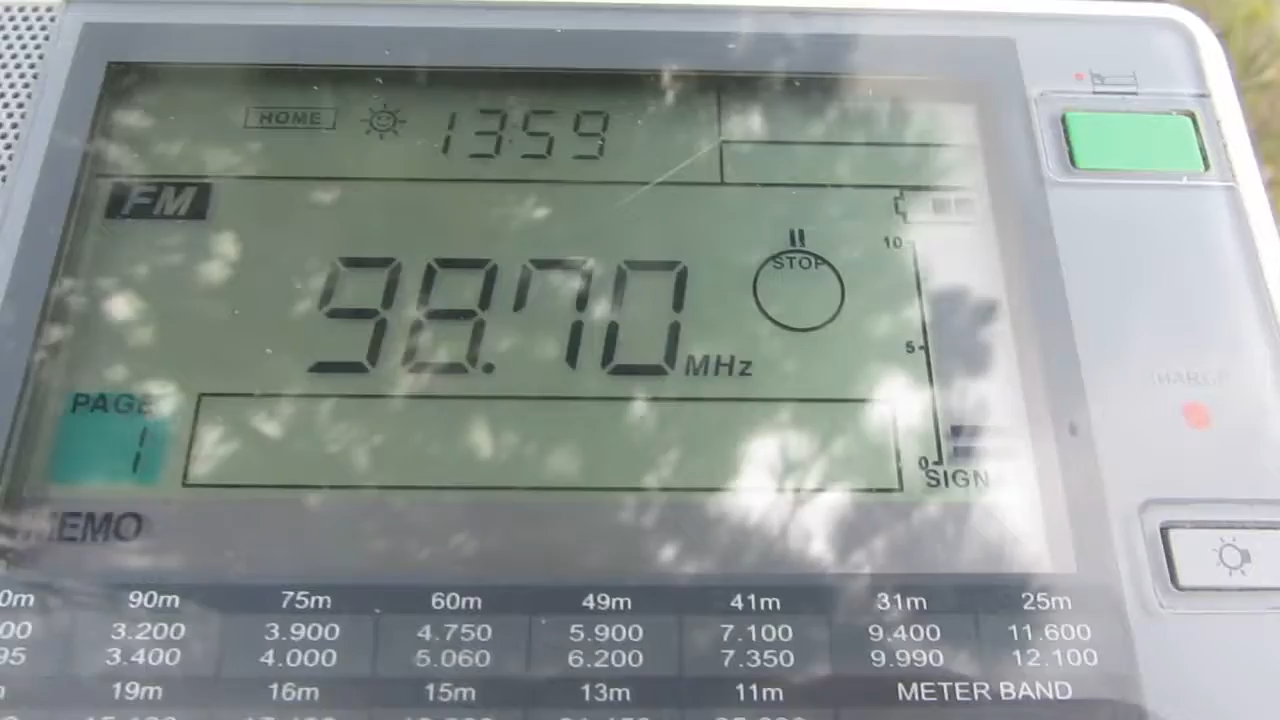 HOME 13:59
FM
10
STOP
98.70 MHz
5
PAGE
1
0
SIGN
MEMO
90m 75m 60m 49m 41m 31m 25m
3.200 3.900 4.750 5.900 7.100 9.400 11.600
3.400 4.000 5.060 6.200 7.350 9.990 12.100
19m 16m 15m 13m 11m METER BAND